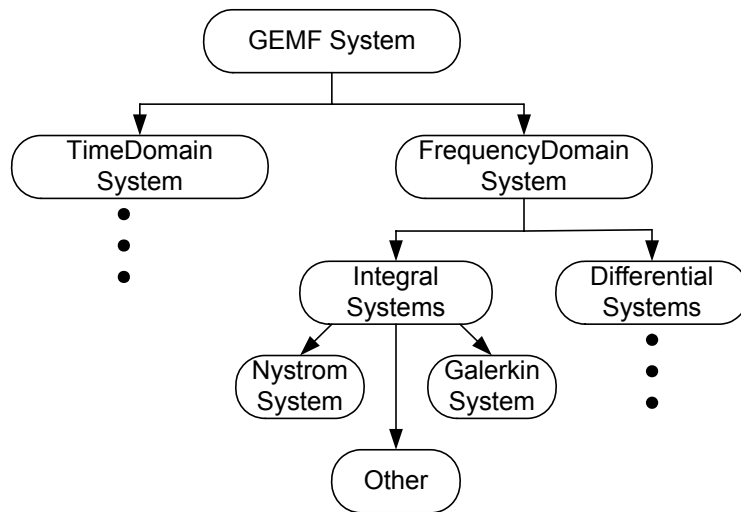 GEMF System
TimeDomain
System
FrequencyDomain
System
Integral
Systems
Differential
Systems
Nystrom
System
Galerkin
System
Other